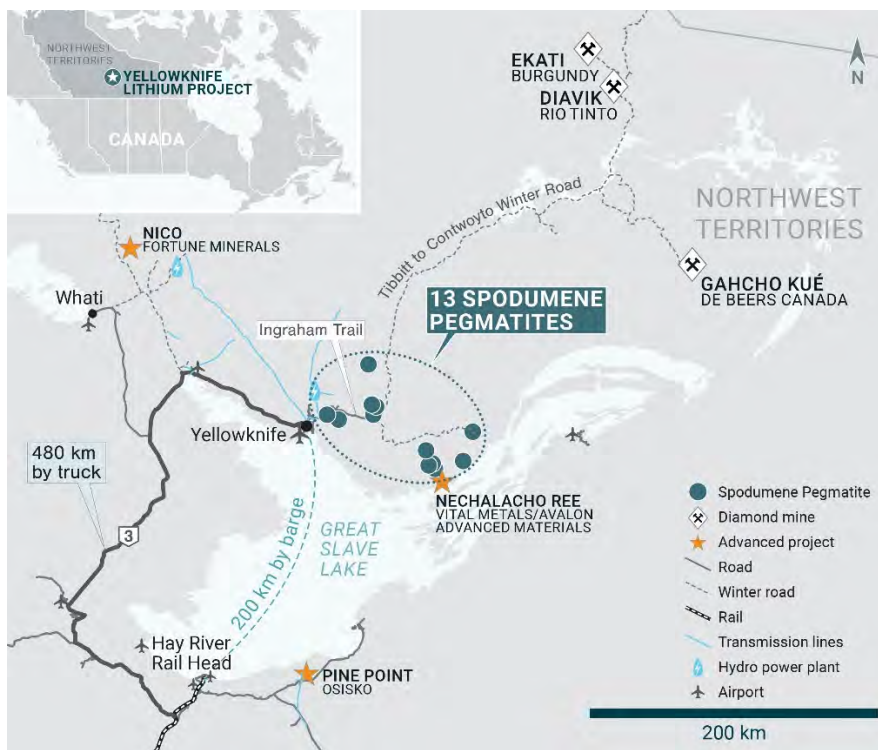 NORTHWEST
TERRITORIES
YELLOWKNIFE
LITHIUM PROJECT
CANADA
EKATI
BURGUNDY
DIAVIK
RIO TINTO
N
NORTHWEST
TERRITORIES
NICO
FORTUNE MINERALS
Tibbitt to Contwoyto Winter Road
GAHCHO KUÉ
DE BEERS CANADA
Whati
13 SPODUMENE
PEGMATITES
Ingraham Trail
Yellowknife
480 km
by truck
3
NECHALACHO REE
VITAL METALS/AVALON
ADVANCED MATERIALS
GREAT
SLAVE
LAKE
200 km by barge
Hay River
Rail Head
PINE POINT
OSISKO
Spodumene Pegmatite
Diamond mine
Advanced project
Road
Winter road
Rail
Transmission lines
Hydro power plant
Airport
200 km